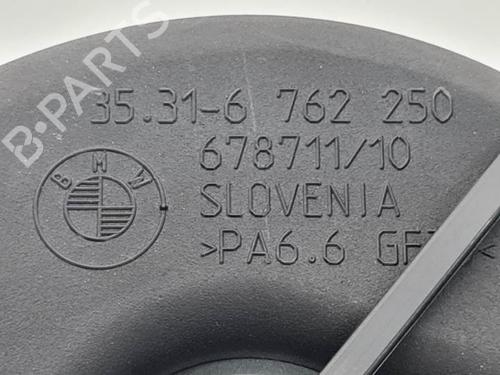 B-PARTS
35.31-6 762 250
678711/10
BMW
SLOVENIA
>PA6.6